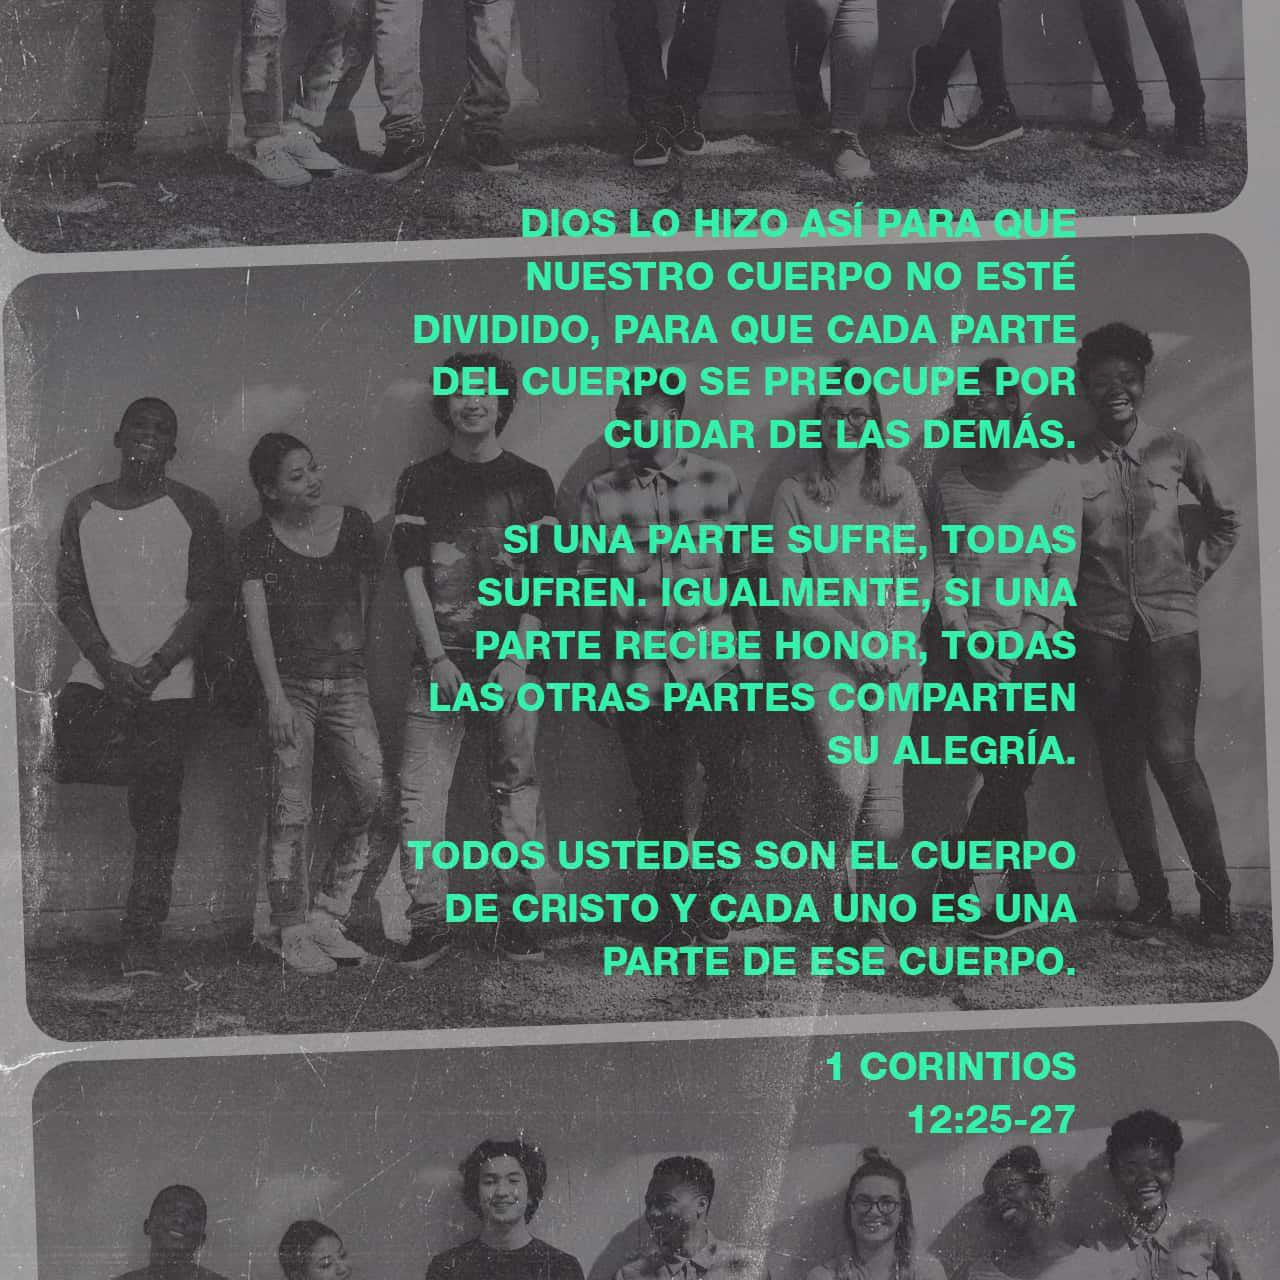 DIOS LO HIZO ASÍ PARA QUE
NUESTRO CUERPO NO ESTÉ
DIVIDIDO, PARA QUE CADA PARTE
DEL CUERPO SE PREOCUPE POR
CUIDAR DE LAS DEMÁS.
SI UNA PARTE SUFRE, TODAS
SUFREN. IGUALMENTE, SI UNA
PARTE RECIBE HONOR, TODAS
LAS OTRAS PARTES COMPARTEN
SU ALEGRÍA.
TODOS USTEDES SON EL CUERPO
DE CRISTO Y CADA UNO ES UNA
PARTE DE ESE CUERPO.
1 CORINTIOS
12:25-27